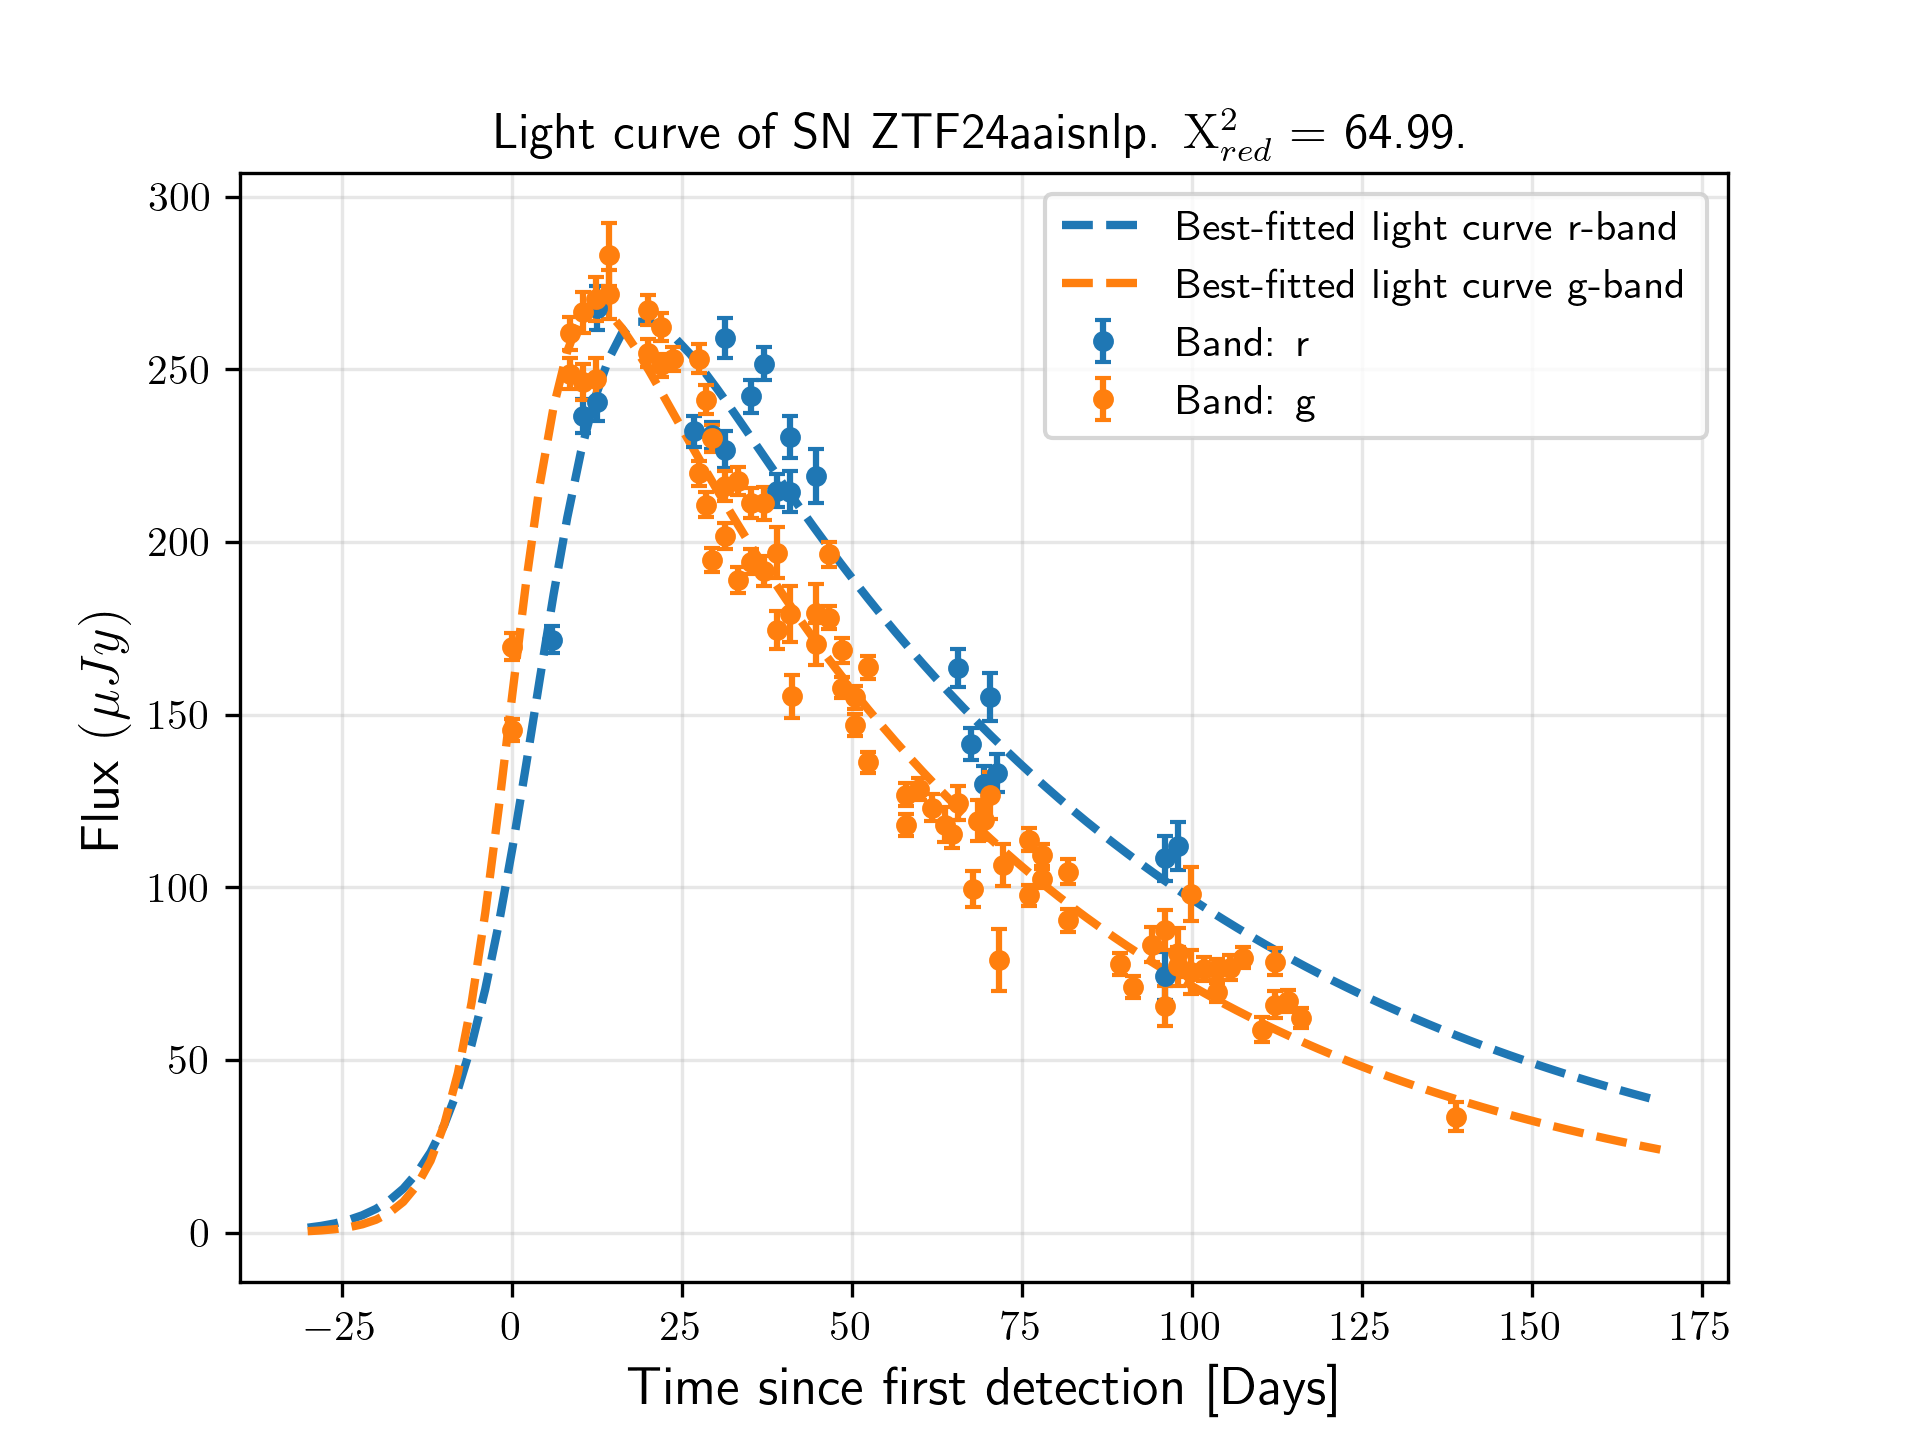 Light curve of SN ZTF24aaisnlp. X²_red = 64.99.
Best-fitted light curve r-band
Best-fitted light curve g-band
Band: r
Band: g
Flux (μJy)
300
250
200
150
100
50
0
−25 0 25 50 75 100 125 150 175
Time since first detection [Days]